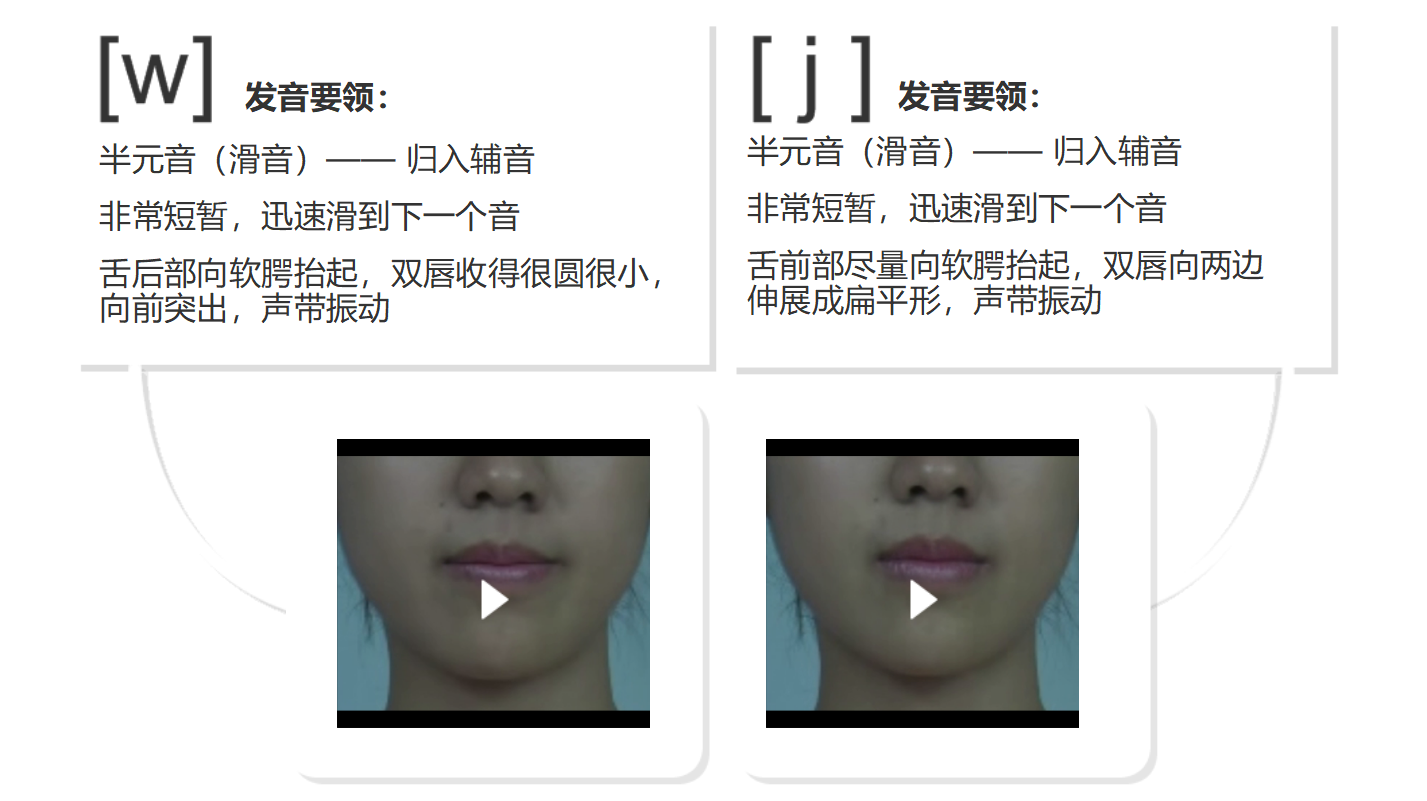 [w] 发音要领：
半元音（滑音）—— 归入辅音
非常短暂，迅速滑到下一个音
舌后部向软腭抬起，双唇收得很圆很小，
向前突出，声带振动
[ j ] 发音要领：
半元音（滑音）—— 归入辅音
非常短暂，迅速滑到下一个音
舌前部尽量向软腭抬起，双唇向两边
伸展成扁平形，声带振动